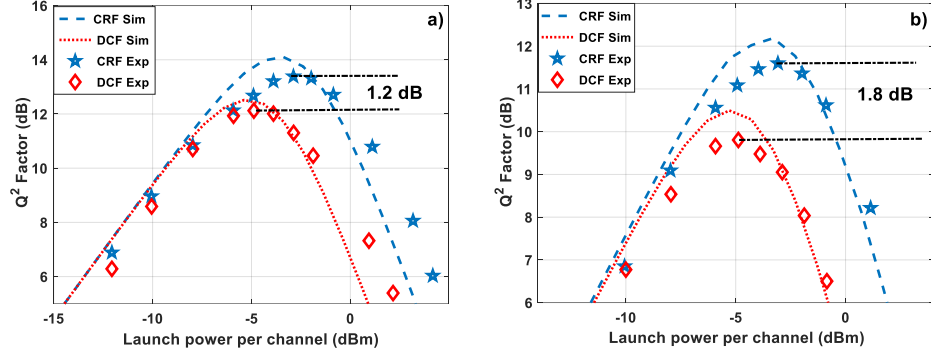 a)
CRF Sim
DCF Sim
CRF Exp
DCF Exp
1.2 dB
Q² Factor (dB)
16
14
12
10
8
6
-15
-10
-5
0
Launch power per channel (dBm)
b)
CRF Sim
DCF Sim
CRF Exp
DCF Exp
1.8 dB
Q² Factor (dB)
13
12
11
10
9
8
7
6
-10
-5
0
Launch power per channel (dBm)